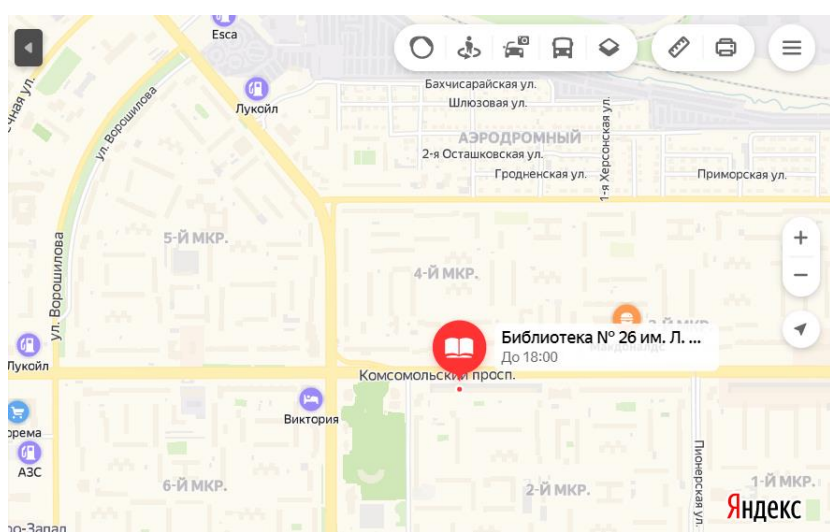 Esca
Лукойл
ул. Ворошилова
Бахчисарайская ул.
Шлюзовая ул.
АЭРОДРОМНЫЙ
2-я Осташковская ул.
Гродненская ул.
1-я Херсонская ул.
Приморская ул.
5-Й МКР.
ул. Ворошилова
4-Й МКР.
Библиотека № 26 им. Л. ...
До 18:00
Лукойл
Комсомольский просп.
Виктория
АЗС
6-Й МКР.
2-Й МКР.
Пионерская ул.
1-Й МКР.
Яндекс